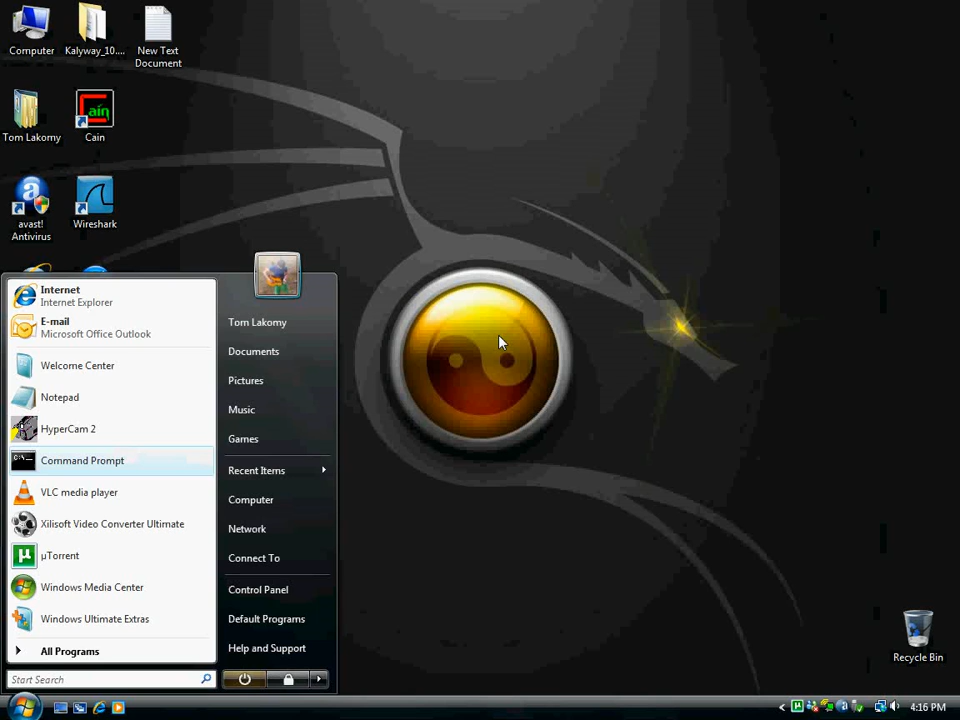 Computer
Kalyway_10....
New Text
Document
Tom Lakomy
Cain
avast!
Antivirus
Wireshark
Internet
Internet Explorer
E-mail
Microsoft Office Outlook
Welcome Center
Notepad
HyperCam 2
Command Prompt
VLC media player
Xilisoft Video Converter Ultimate
µTorrent
Windows Media Center
Windows Ultimate Extras
All Programs
Start Search
Tom Lakomy
Documents
Pictures
Music
Games
Recent Items
Computer
Network
Connect To
Control Panel
Default Programs
Help and Support
Recycle Bin
4:16 PM